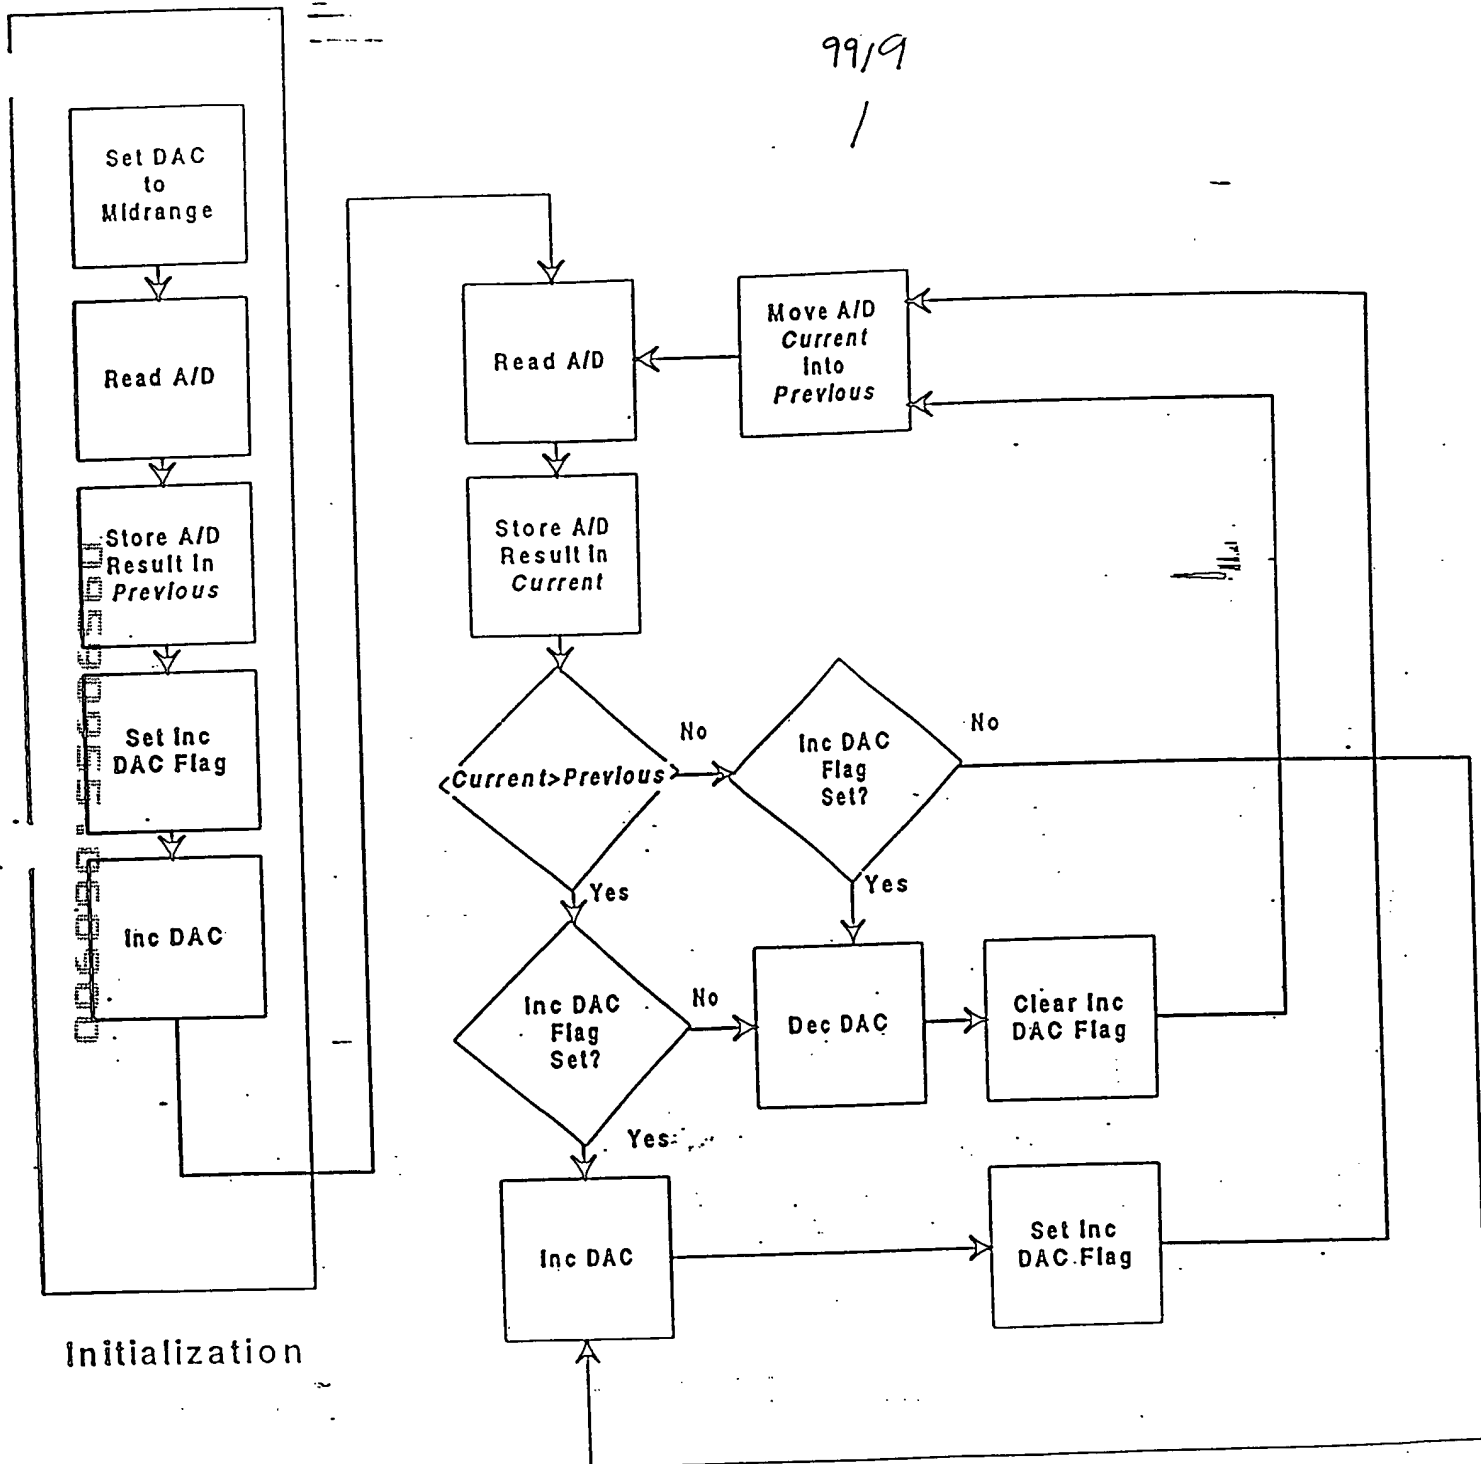 99/9
/
Set DAC
to
Midrange
Read A/D
Store A/D
Result In
Previous
Set Inc
DAC Flag
Inc DAC
Initialization
Read A/D
Move A/D
Current
Into
Previous
Store A/D
Result In
Current
Current>Previous
No
Yes
Inc DAC
Flag
Set?
No
Yes
Inc DAC
Flag
Set?
No
Yes
Dec DAC
Clear Inc
DAC Flag
Inc DAC
Set Inc
DAC Flag